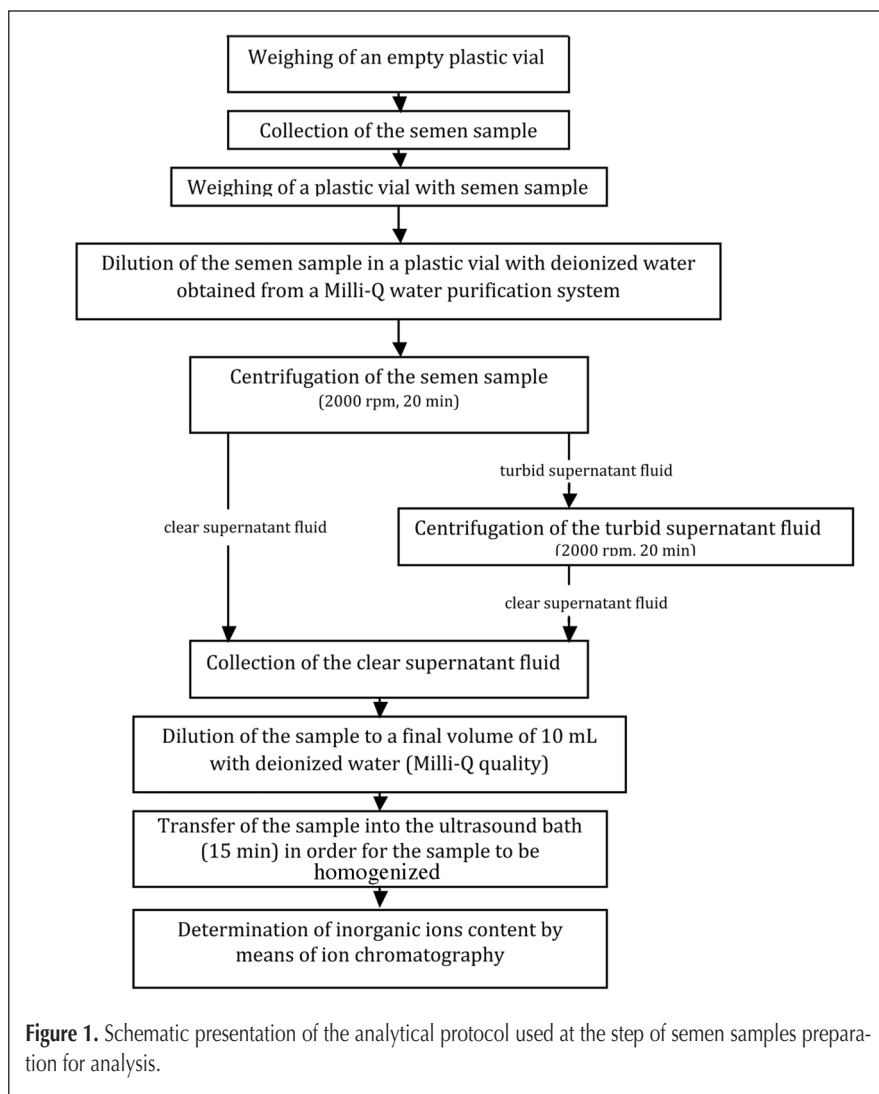 Weighing of an empty plastic vial
Collection of the semen sample
Weighing of a plastic vial with semen sample
Dilution of the semen sample in a plastic vial with deionized water
obtained from a Milli-Q water purification system
Centrifugation of the semen sample
(2000 rpm, 20 min)
turbid supernatant fluid
clear supernatant fluid
Centrifugation of the turbid supernatant fluid
(2000 rpm, 20 min)
clear supernatant fluid
Collection of the clear supernatant fluid
Dilution of the sample to a final volume of 10 mL
with deionized water (Milli-Q quality)
Transfer of the sample into the ultrasound bath
(15 min) in order for the sample to be
homogenized
Determination of inorganic ions content by
means of ion chromatography
Figure 1. Schematic presentation of the analytical protocol used at the step of semen samples prepara-
tion for analysis.